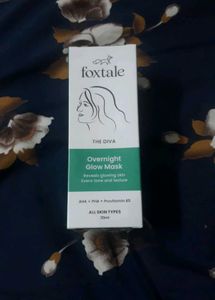 foxtale
THE DIVA
Overnight
Glow Mask
Reveals glowing skin
Evens tone and texture
AHA + PHA + Provitamin B5
ALL SKIN TYPES